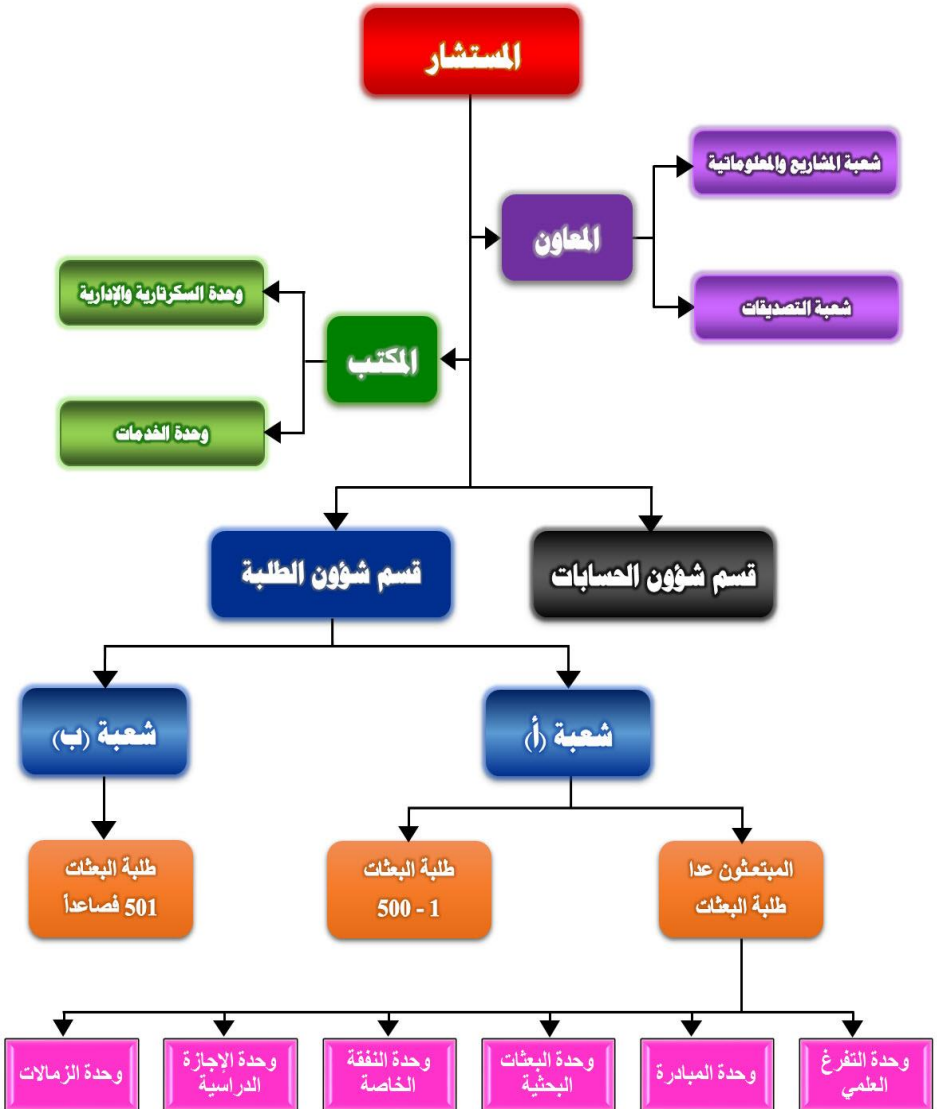 المستشار
شعبة المشاريع والمعلوماتية
المعاون
شعبة التصديقات
وحدة السكرتارية والإدارية
المكتب
وحدة الخدمات
قسم شؤون الحسابات
قسم شؤون الطلبة
شعبة (أ)
شعبة (ب)
المبتعثون عدا
طلبة البعثات
طلبة البعثات
1 - 500
طلبة البعثات
501 فصاعداً
وحدة التفرغ
العلمي
وحدة المبادرة
وحدة البعثات
البحثية
وحدة النفقة
الخاصة
وحدة الإجازة
الدراسية
وحدة الزمالات